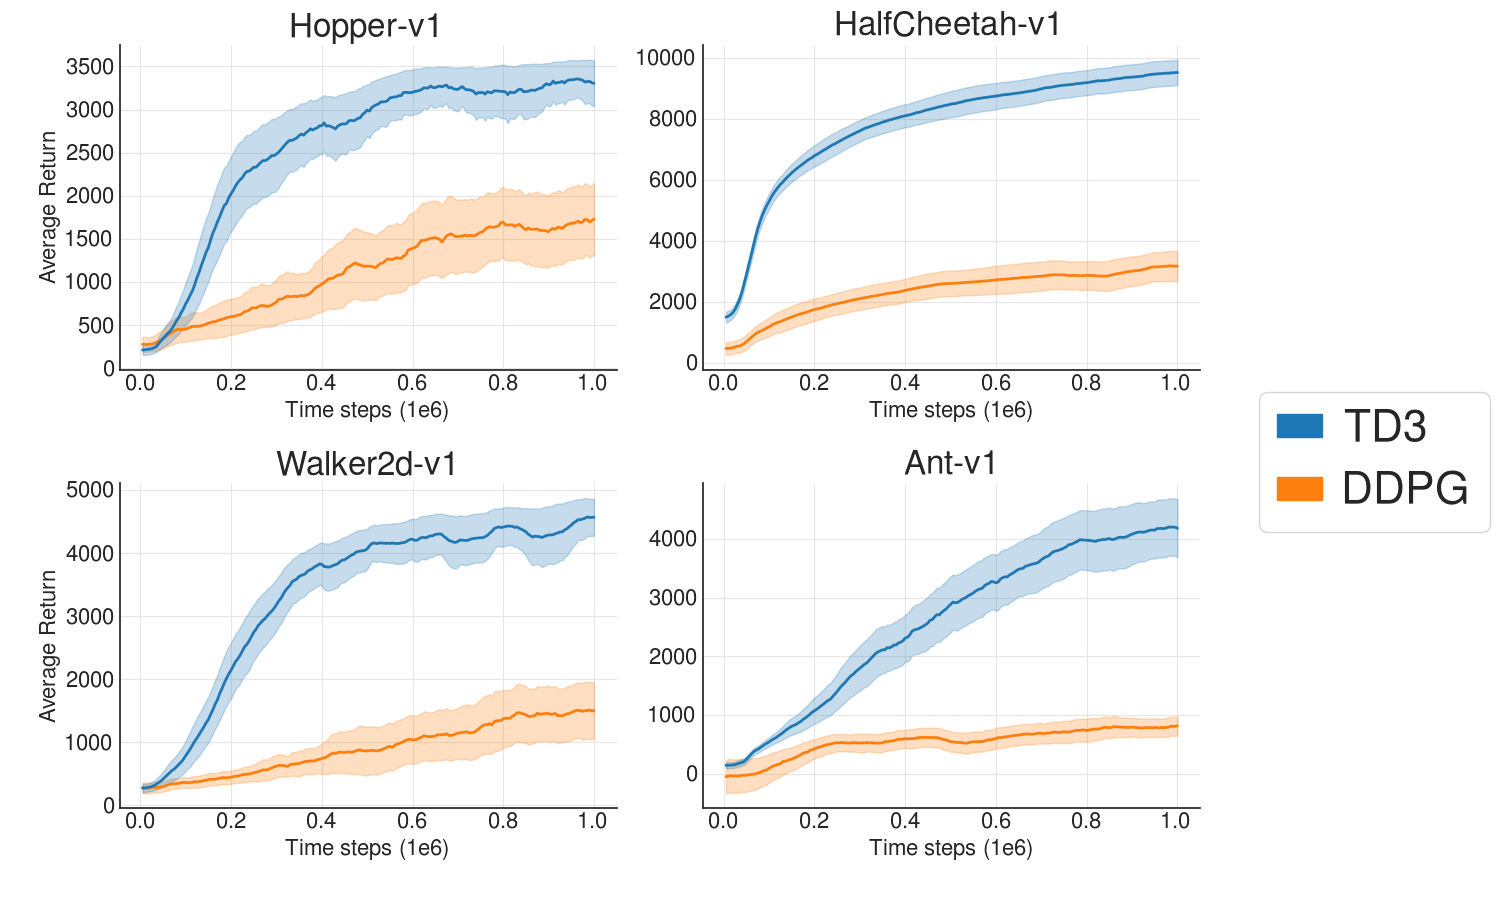 Hopper-v1
3500
3000
2500
2000
1500
1000
500
0
Average Return
0.0 0.2 0.4 0.6 0.8 1.0
Time steps (1e6)
HalfCheetah-v1
10000
8000
6000
4000
2000
0
0.0 0.2 0.4 0.6 0.8 1.0
Time steps (1e6)
TD3
DDPG
Walker2d-v1
5000
4000
3000
2000
1000
0
Average Return
0.0 0.2 0.4 0.6 0.8 1.0
Time steps (1e6)
Ant-v1
4000
3000
2000
1000
0
0.0 0.2 0.4 0.6 0.8 1.0
Time steps (1e6)